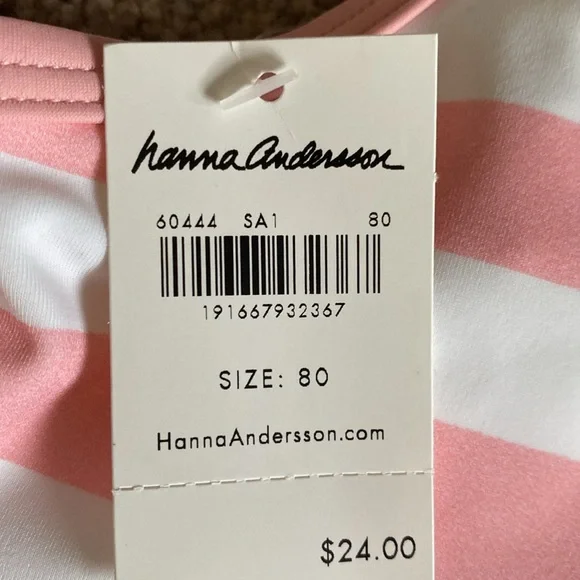 hanna Andersson
60444 SA1 80
191667932367
SIZE: 80
HannaAndersson.com
$24.00